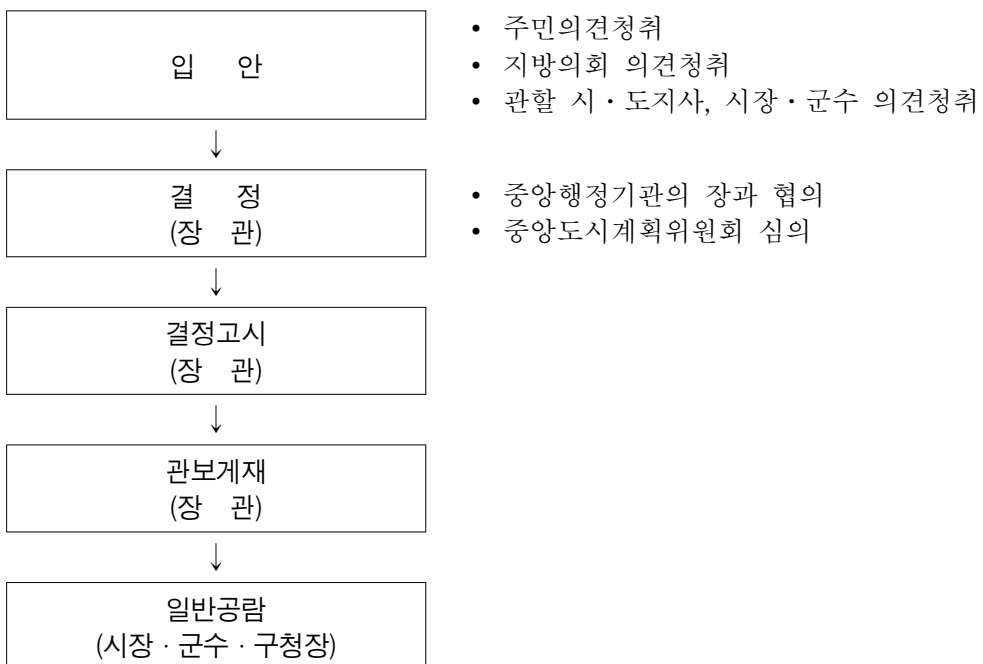 입 안
• 주민의견청취
• 지방의회 의견청취
• 관할 시・도지사, 시장・군수 의견청취
↓
결 정
(장 관)
• 중앙행정기관의 장과 협의
• 중앙도시계획위원회 심의
↓
결정고시
(장 관)
↓
관보게재
(장 관)
↓
일반공람
(시장 · 군수 · 구청장)